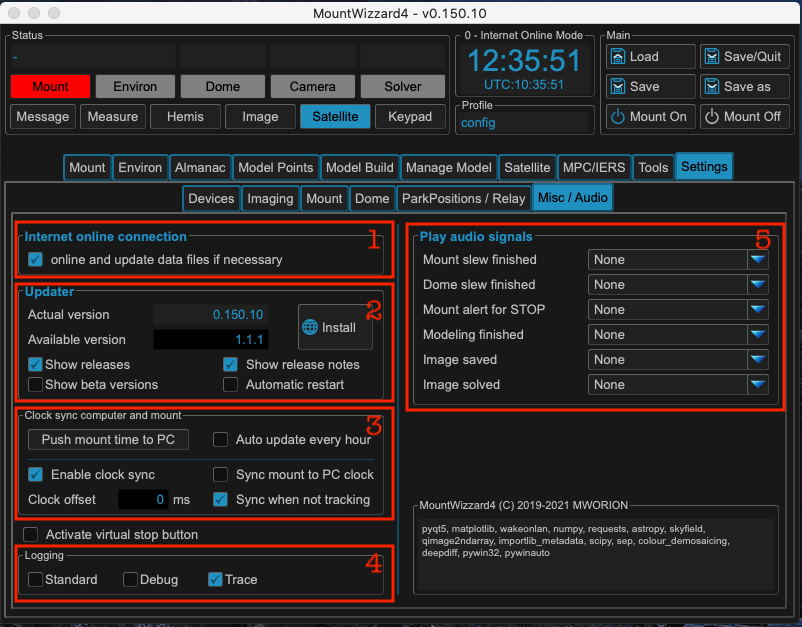 MountWizzard4 - v0.150.10
Status
-
Mount Environ Dome Camera Solver
Message Measure Hemis Image Satellite Keypad
0 - Internet Online Mode
12:35:51
UTC:10:35:51
Profile
config
Main
Load Save/Quit
Save Save as
Mount On Mount Off
Mount Environ Almanac Model Points Model Build Manage Model Satellite MPC/IERS Tools Settings
Devices Imaging Mount Dome ParkPositions / Relay Misc / Audio
Internet online connection 1
online and update data files if necessary
Updater 2
Actual version 0.150.10
Available version 1.1.1
Install
Show releases Show release notes
Show beta versions Automatic restart
Clock sync computer and mount 3
Push mount time to PC Auto update every hour
Enable clock sync Sync mount to PC clock
Clock offset 0 ms Sync when not tracking
Activate virtual stop button
Logging 4
Standard Debug Trace
Play audio signals 5
Mount slew finished None
Dome slew finished None
Mount alert for STOP None
Modeling finished None
Image saved None
Image solved None
MountWizzard4 (C) 2019-2021 MWORION
pyqt5, matplotlib, wakeonlan, numpy, requests, astropy, skyfield,
qimage2ndarray, importlib_metadata, scipy, sep, colour_demosaicing,
deepdiff, pywin32, pywinauto